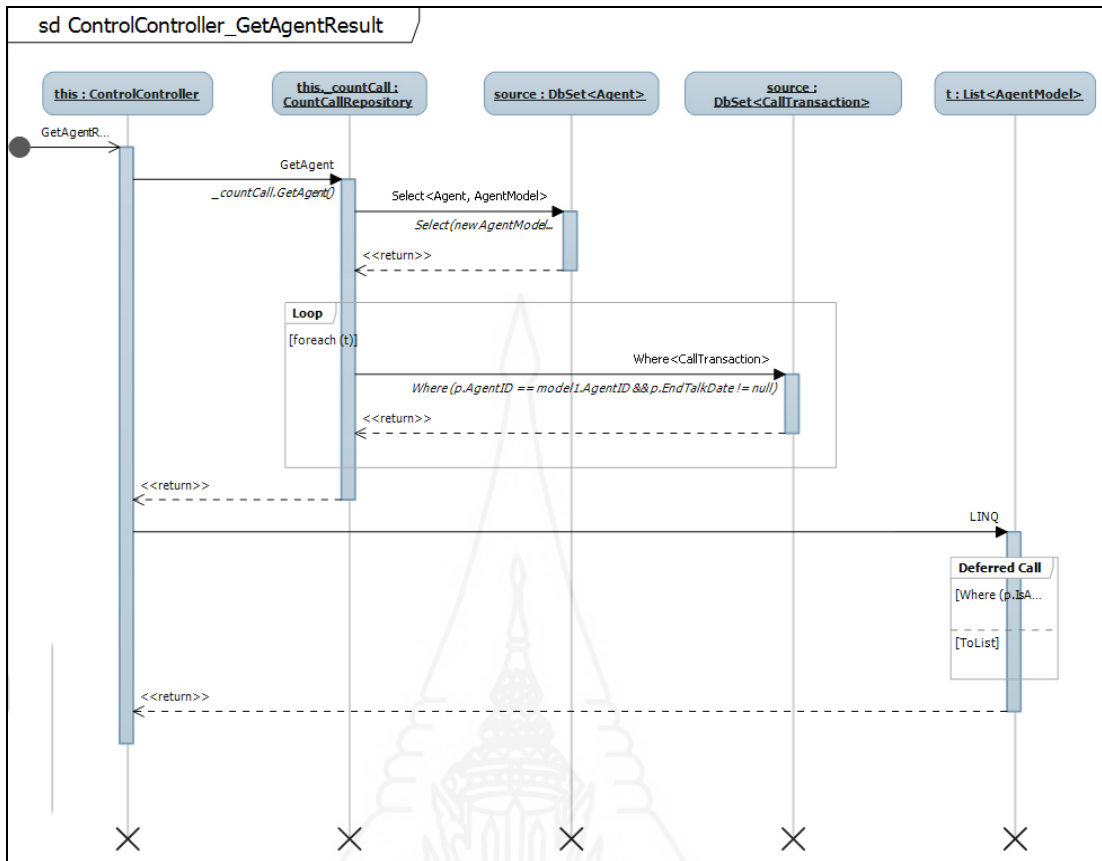 sd ControlController_GetAgentResult
this : ControlController
this._countCall :
CountCallRepository
source : DbSet<Agent>
source :
DbSet<CallTransaction>
t : List<AgentModel>
GetAgentR...
GetAgent
_countCall.GetAgent()
Select<Agent, AgentModel>
Select(new AgentModel...
<<return>>
Loop
[foreach (t)]
Where<CallTransaction>
Where (p.AgentID == model1.AgentID && p.EndTalkDate != null)
<<return>>
<<return>>
LINQ
Deferred Call
[Where (p.IsA...
[ToList]
<<return>>